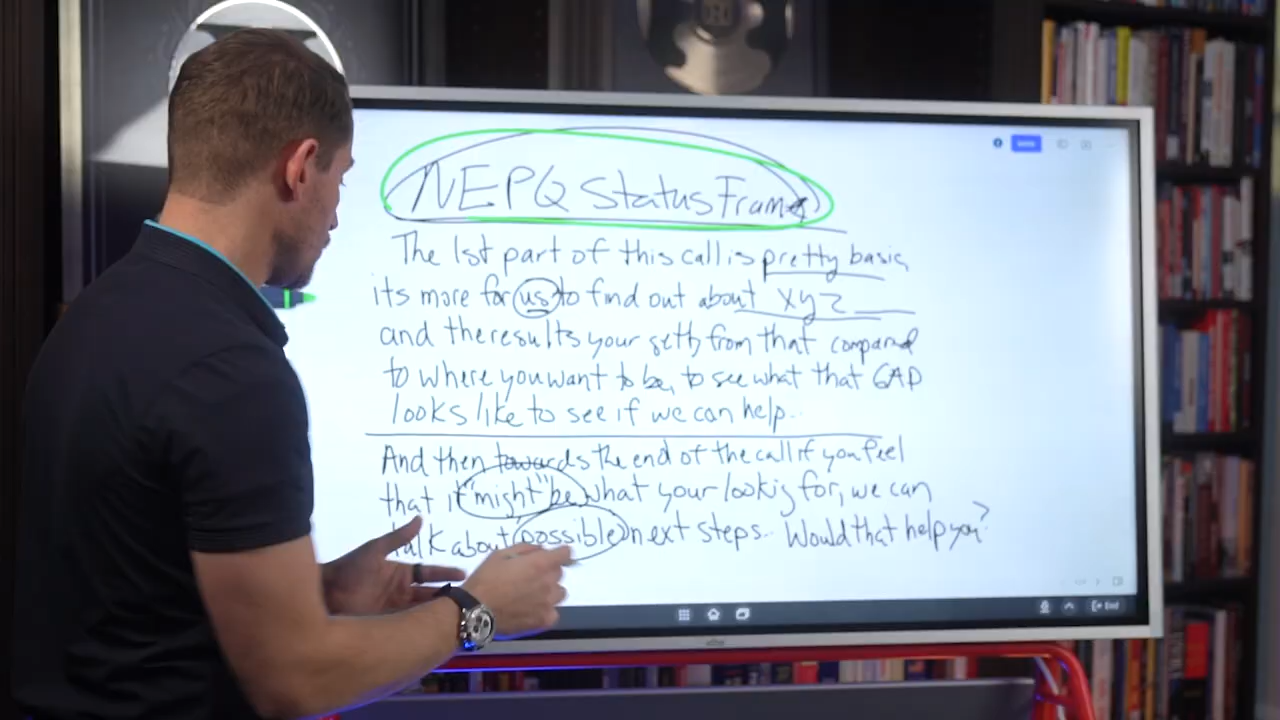 NEPQ Status Frame
The 1st part of this call is pretty basic,
its more for us to find out about xyz ___
and the results your getting from that compared
to where you want to be, to see what that GAP
looks like to see if we can help..
And then towards the end of the call if you feel
that it "might" be what your lookig for, we can
talk about "possible" next steps.. Would that help you?
End